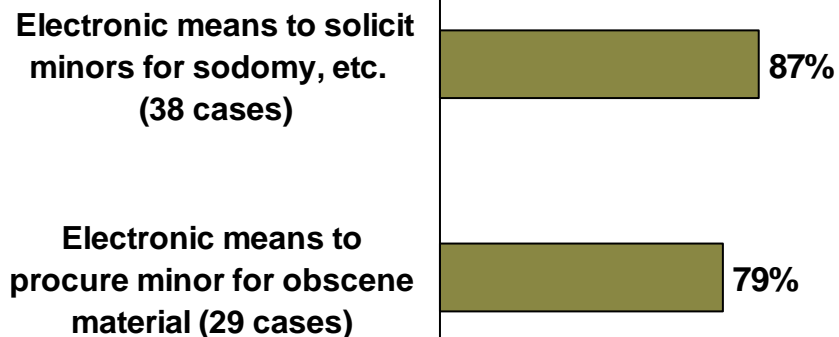 Electronic means to solicit
minors for sodomy, etc.
(38 cases)
87%
Electronic means to
procure minor for obscene
material (29 cases)
79%